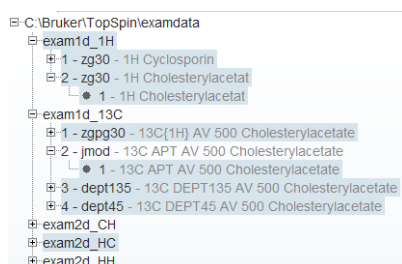 C:\Bruker\TopSpin\examdata
exam1d_1H
1 - zg30 - 1H Cyclosporin
2 - zg30 - 1H Cholesterylacetat
1 - 1H Cholesterylacetat
exam1d_13C
1 - zgpg30 - 13C{1H} AV 500 Cholesterylacetate
2 - jmod - 13C APT AV 500 Cholesterylacetate
1 - 13C APT AV 500 Cholesterylacetate
3 - dept135 - 13C DEPT135 AV 500 Cholesterylacetate
4 - dept45 - 13C DEPT45 AV 500 Cholesterylacetate
exam2d_CH
exam2d_HC
exam2d_HH